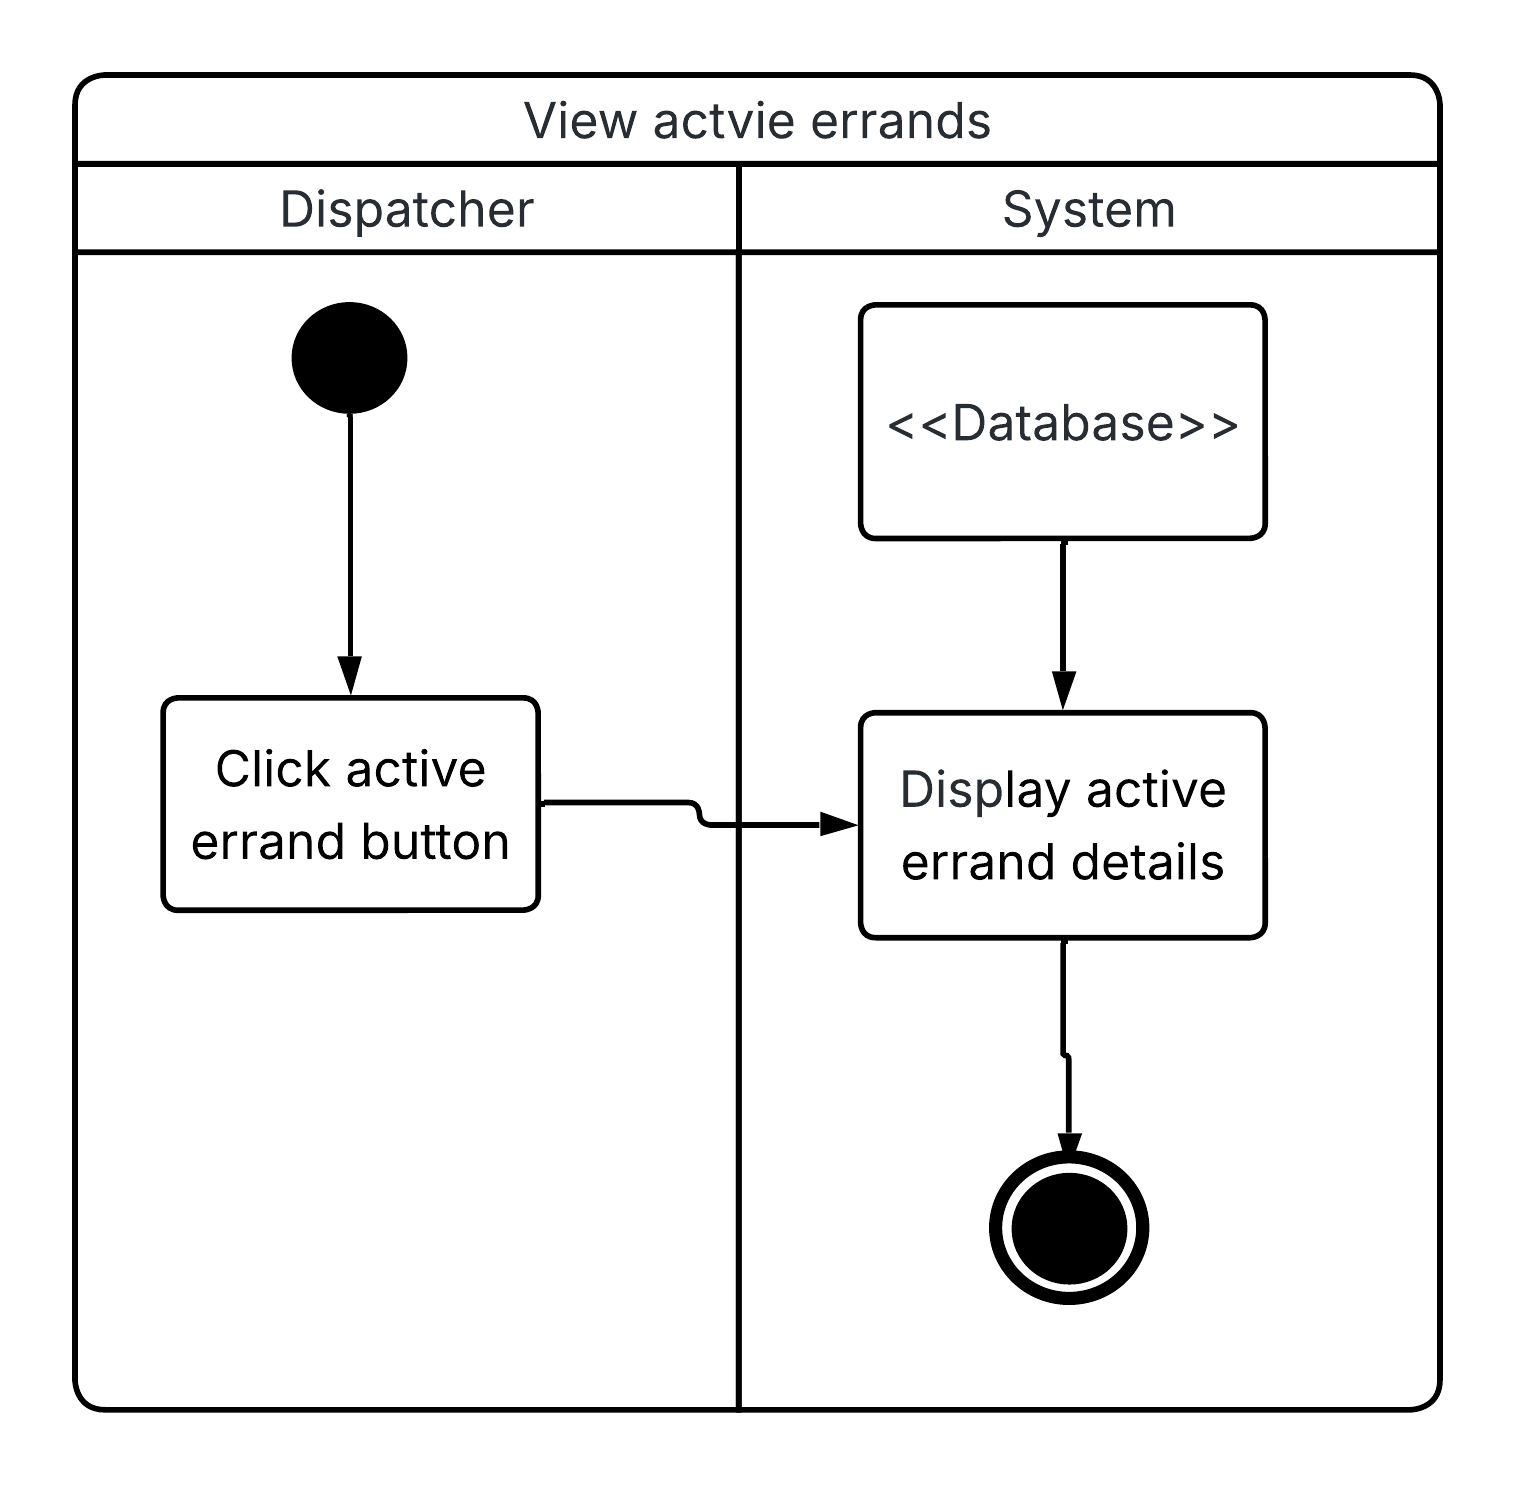 View actvie errands
Dispatcher
System
<<Database>>
Click active
errand button
Display active
errand details